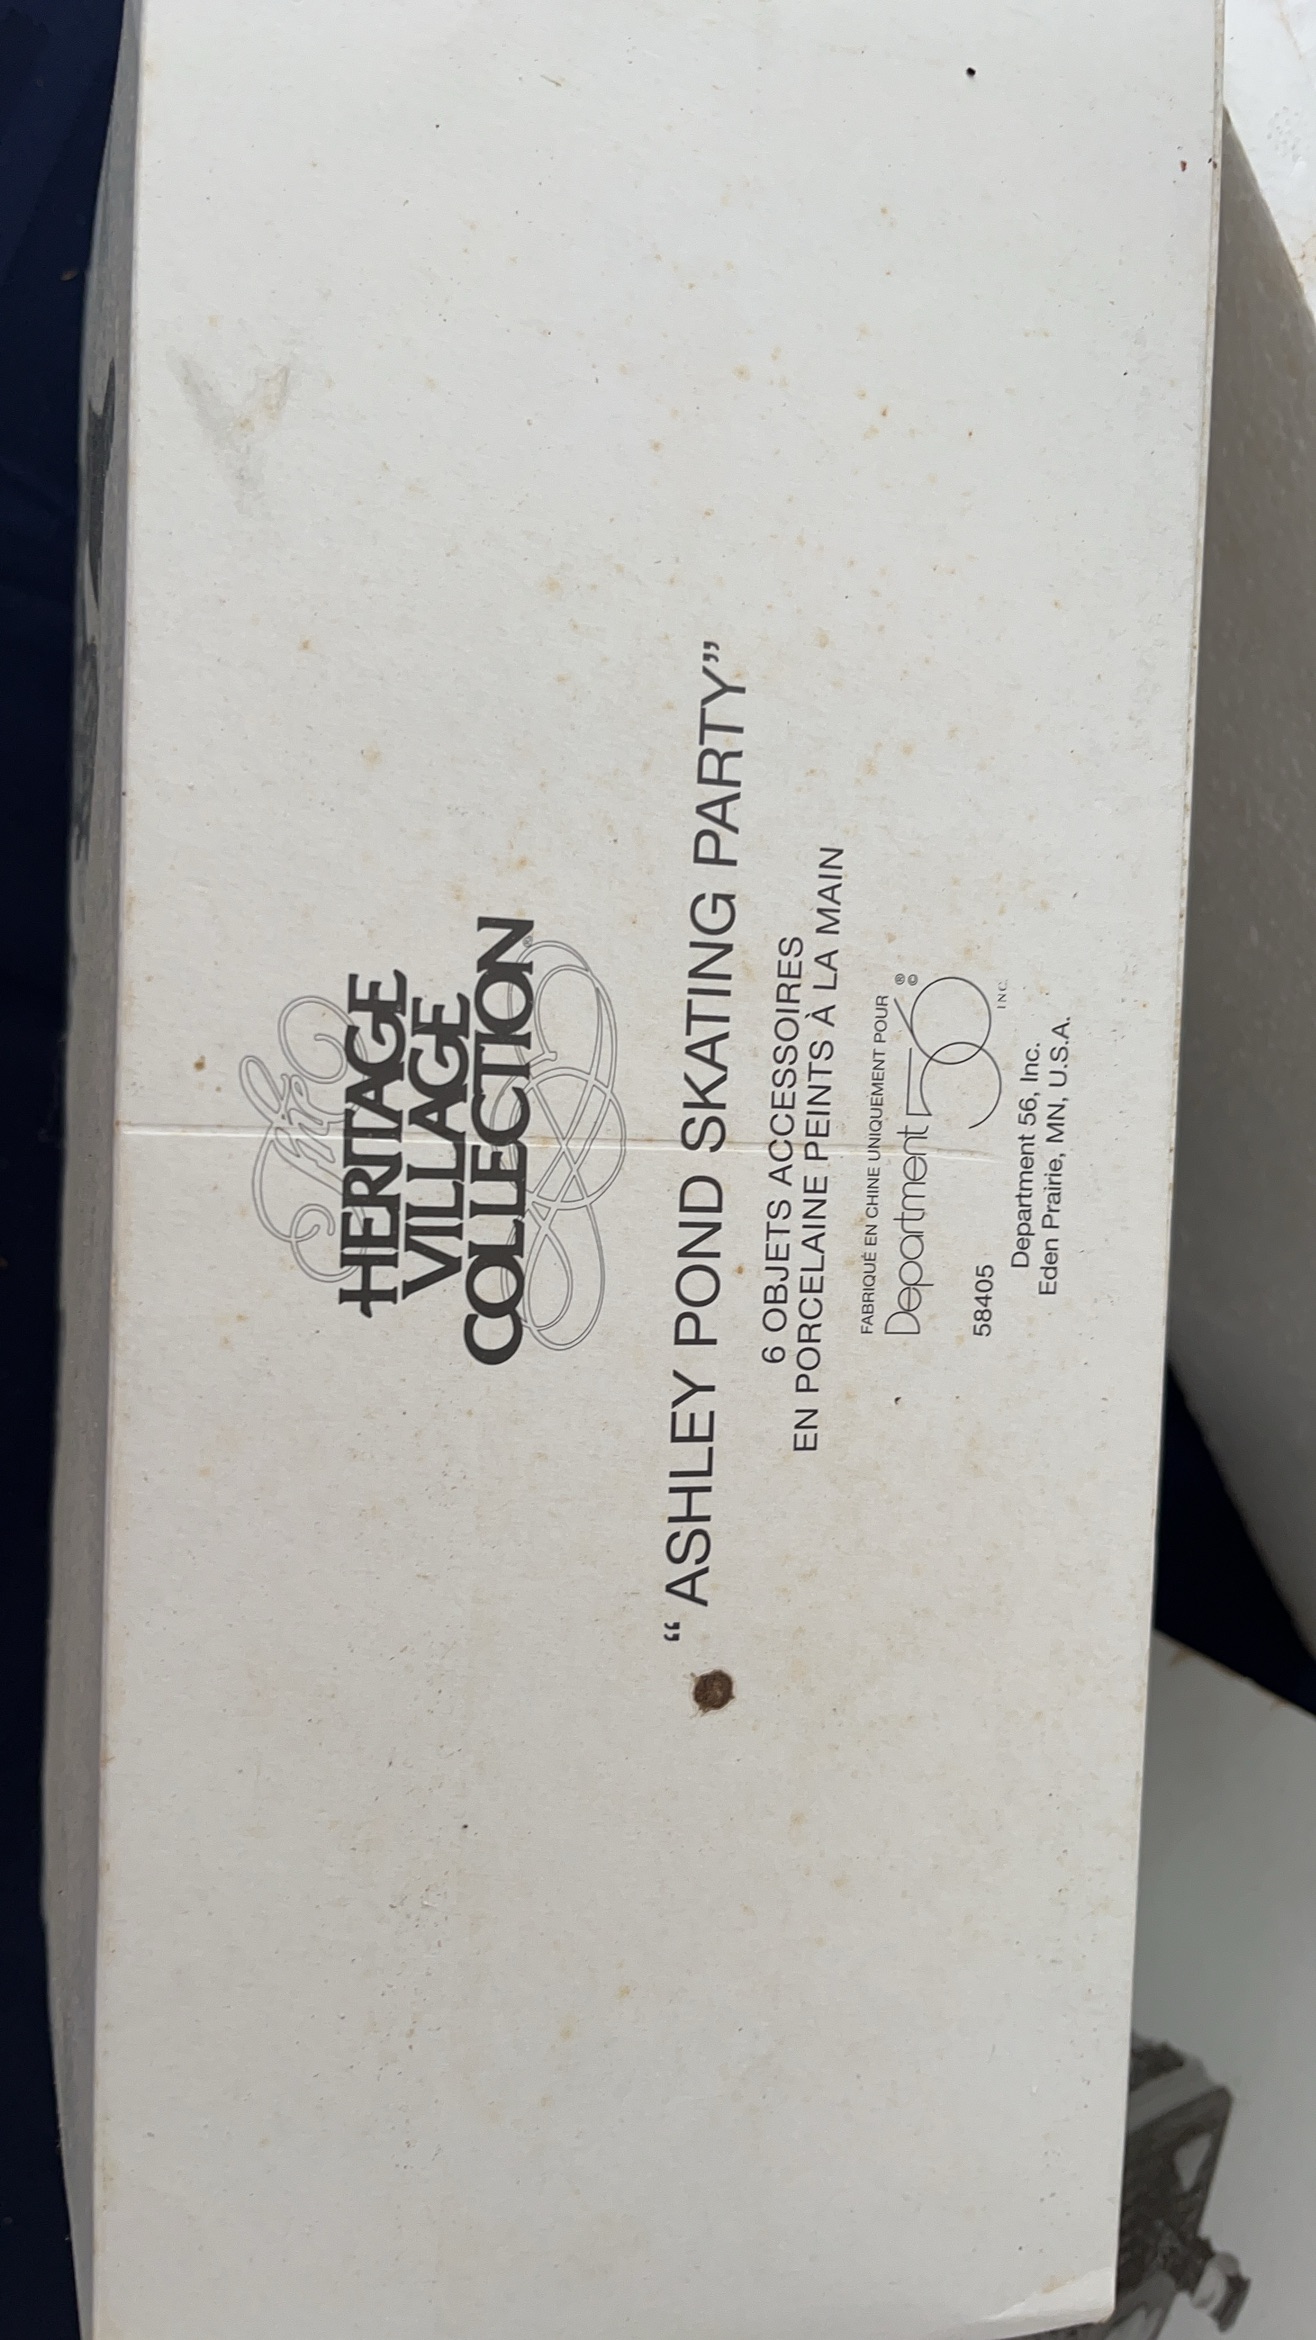 The
HERITAGE
VILLAGE
COLLECTION®
“ASHLEY POND SKATING PARTY”
6 OBJETS ACCESSOIRES
EN PORCELAINE PEINTS À LA MAIN
FABRIQUÉ EN CHINE UNIQUEMENT POUR
Department 56 ®©
INC.
58405
Department 56, Inc.
Eden Prairie, MN, U.S.A.